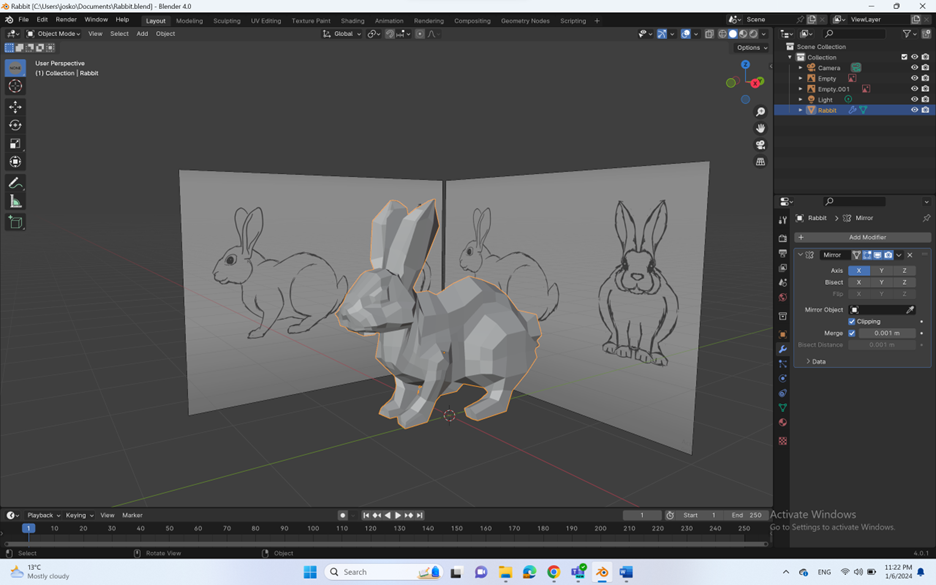 Rabbit [C:\Users\josko\Documents\Rabbit.blend] - Blender 4.0
File Edit Render Window Help Layout Modeling Sculpting UV Editing Texture Paint Shading Animation Rendering Compositing Geometry Nodes Scripting + Scene ViewLayer
Object Mode View Select Add Object Global
Options
User Perspective
(1) Collection | Rabbit
Z
X
Y
Scene Collection
Collection
Camera
Empty
Empty.001
Light
Rabbit
Rabbit > Mirror
+ Add Modifier
Mirror
Axis X Y Z
Bisect X Y Z
Flip X Y Z
Mirror Object
Clipping
Merge 0.001 m
Bisect Distance 0.001 m
Data
Playback Keying View Marker 1 Start 1 End 250
1 10 20 30 40 50 60 70 80 90 100 110 120 130 140 150 160 170 180 190 200 210 220 230 240 250
Activate Windows
Go to Settings to activate Windows.
Select Rotate View Object 4.0.1
13°C
Mostly cloudy
Search
ENG
11:22 PM
1/6/2024